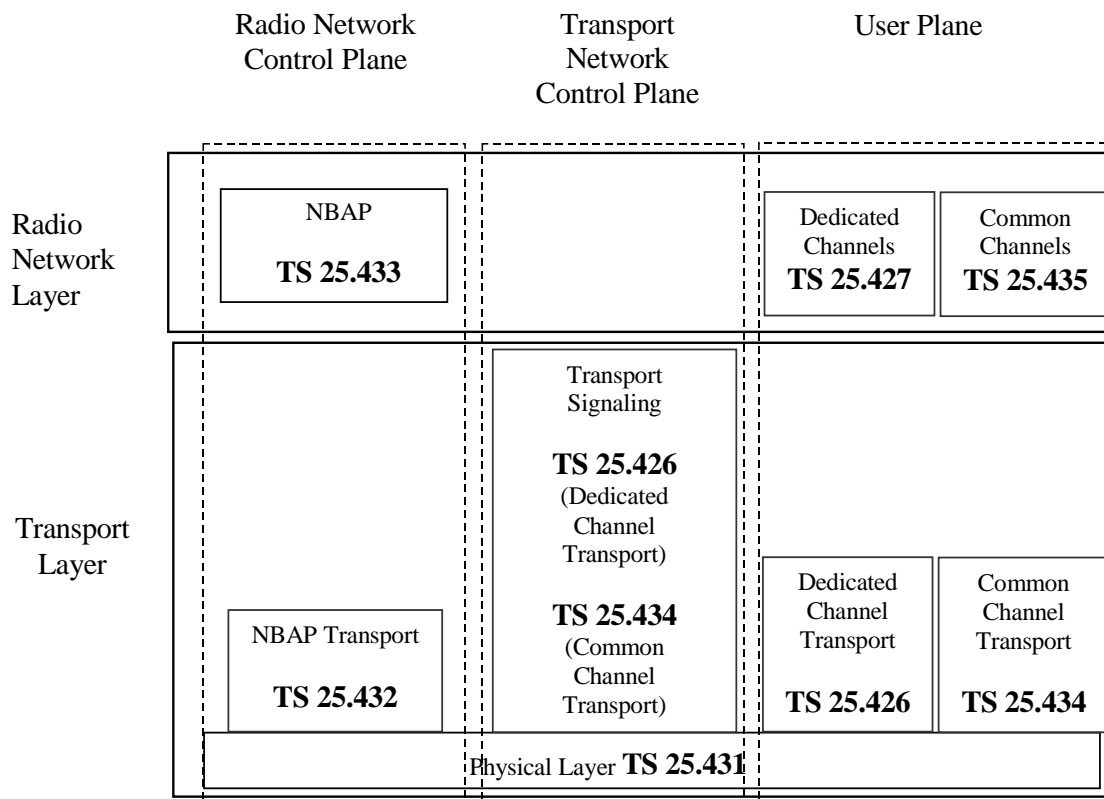 Radio Network
Control Plane
Transport
Network
Control Plane
User Plane
Radio
Network
Layer
NBAP
TS 25.433
Dedicated
Channels
TS 25.427
Common
Channels
TS 25.435
Transport
Layer
NBAP Transport
TS 25.432
Transport
Signaling
TS 25.426
(Dedicated
Channel
Transport)
TS 25.434
(Common
Channel
Transport)
Dedicated
Channel
Transport
TS 25.426
Common
Channel
Transport
TS 25.434
Physical Layer TS 25.431